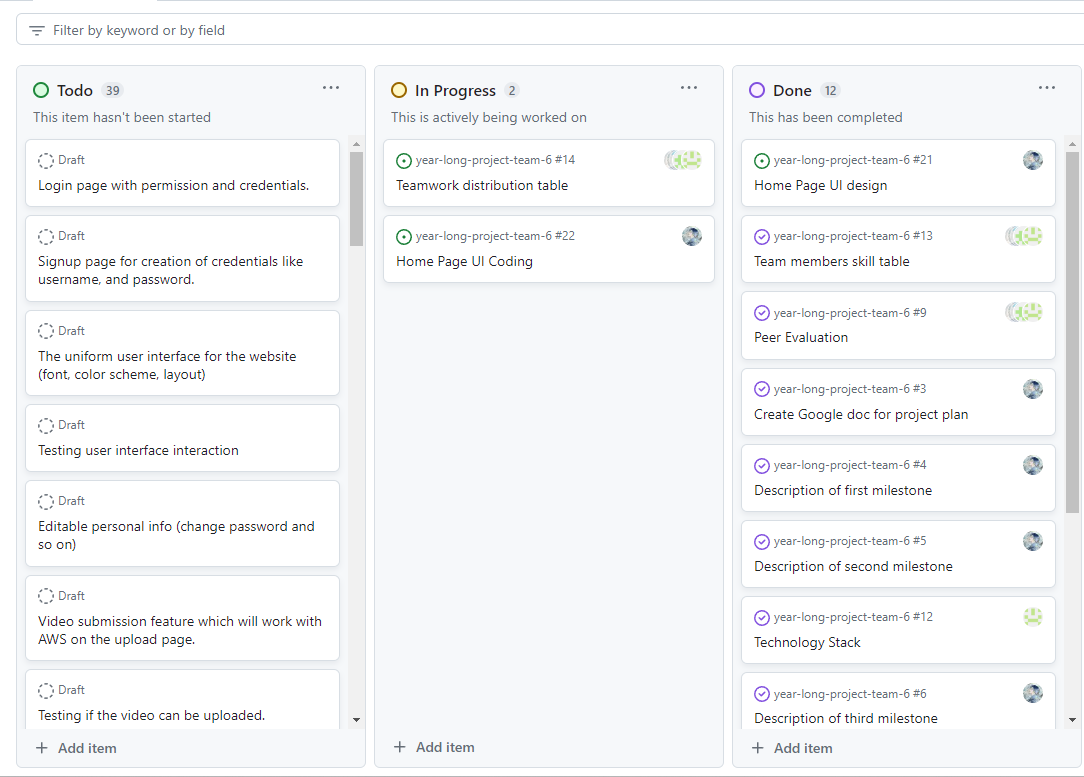 Filter by keyword or by field
Todo 39
This item hasn't been started
Draft
Login page with permission and credentials.
Draft
Signup page for creation of credentials like
username, and password.
Draft
The uniform user interface for the website
(font, color scheme, layout)
Draft
Testing user interface interaction
Draft
Editable personal info (change password and
so on)
Draft
Video submission feature which will work with
AWS on the upload page.
Draft
Testing if the video can be uploaded.
Add item
In Progress 2
This is actively being worked on
year-long-project-team-6 #14
Teamwork distribution table
year-long-project-team-6 #22
Home Page UI Coding
Add item
Done 12
This has been completed
year-long-project-team-6 #21
Home Page UI design
year-long-project-team-6 #13
Team members skill table
year-long-project-team-6 #9
Peer Evaluation
year-long-project-team-6 #3
Create Google doc for project plan
year-long-project-team-6 #4
Description of first milestone
year-long-project-team-6 #5
Description of second milestone
year-long-project-team-6 #12
Technology Stack
year-long-project-team-6 #6
Description of third milestone
Add item